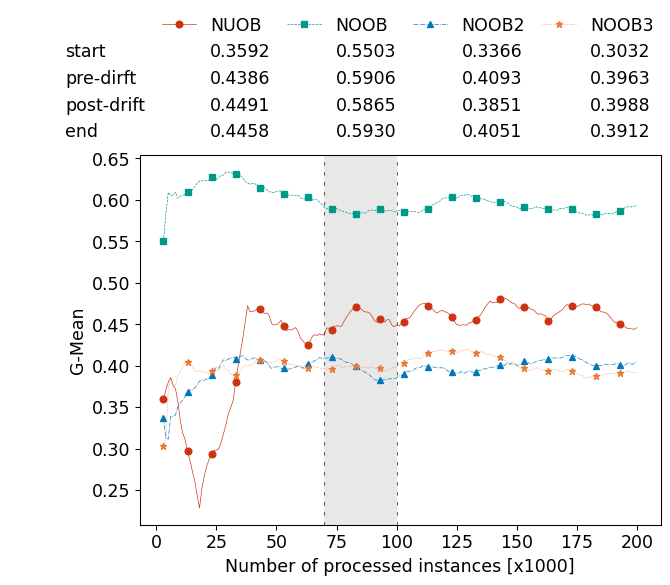 NUOB NOOB NOOB2 NOOB3
start 0.3592 0.5503 0.3366 0.3032
pre-dirft 0.4386 0.5906 0.4093 0.3963
post-drift 0.4491 0.5865 0.3851 0.3988
end 0.4458 0.5930 0.4051 0.3912
0.65
0.60
0.55
0.50
0.45
0.40
0.35
0.30
0.25
G-Mean
0 25 50 75 100 125 150 175 200
Number of processed instances [x1000]